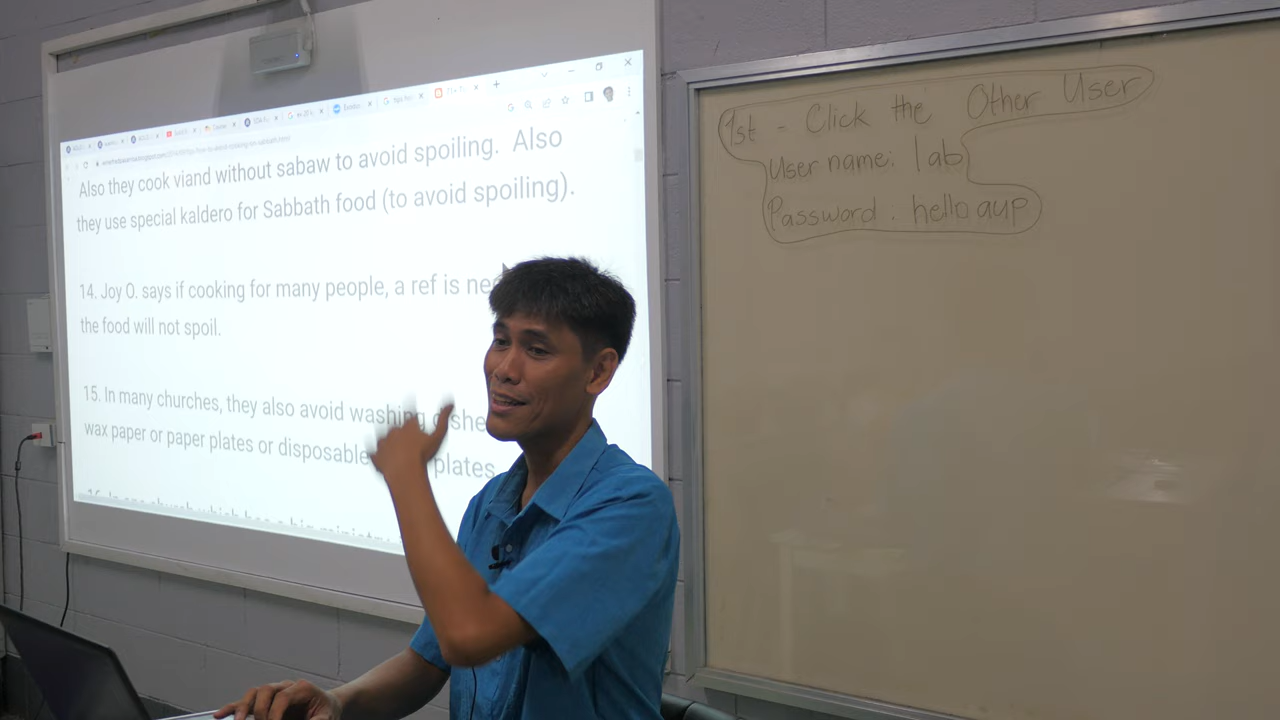 Also they cook viand without sabaw to avoid spoiling. Also
they use special kaldero for Sabbath food (to avoid spoiling).
14. Joy O. says if cooking for many people, a ref is
the food will not spoil.
15. In many churches, they also avoid washing
wax paper or paper plates or disposable plates.
1st - Click the Other User
User name: lab
Password: hello aup